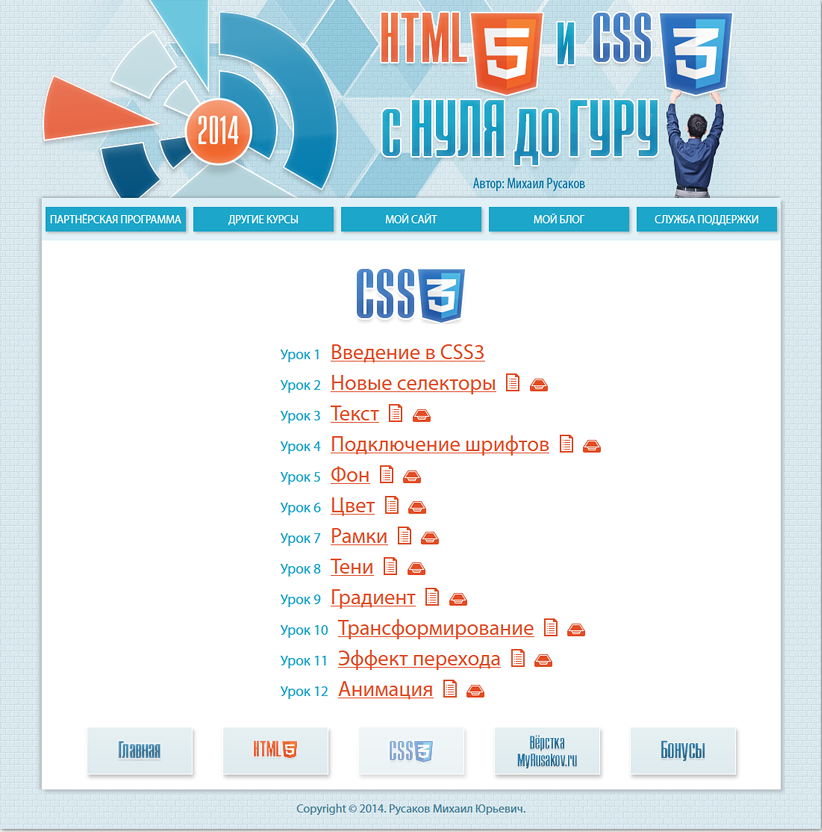 HTML 5 и CSS 3
2014
с НУЛЯ до ГУРУ
Автор: Михаил Русаков
ПАРТНЁРСКАЯ ПРОГРАММА ДРУГИЕ КУРСЫ МОЙ САЙТ МОЙ БЛОГ СЛУЖБА ПОДДЕРЖКИ
CSS 3
Урок 1 Введение в CSS3
Урок 2 Новые селекторы
Урок 3 Текст
Урок 4 Подключение шрифтов
Урок 5 Фон
Урок 6 Цвет
Урок 7 Рамки
Урок 8 Тени
Урок 9 Градиент
Урок 10 Трансформирование
Урок 11 Эффект перехода
Урок 12 Анимация
Главная HTML 5 CSS 3 Вёрстка MyRusakov.ru Бонусы
Copyright © 2014. Русаков Михаил Юрьевич.